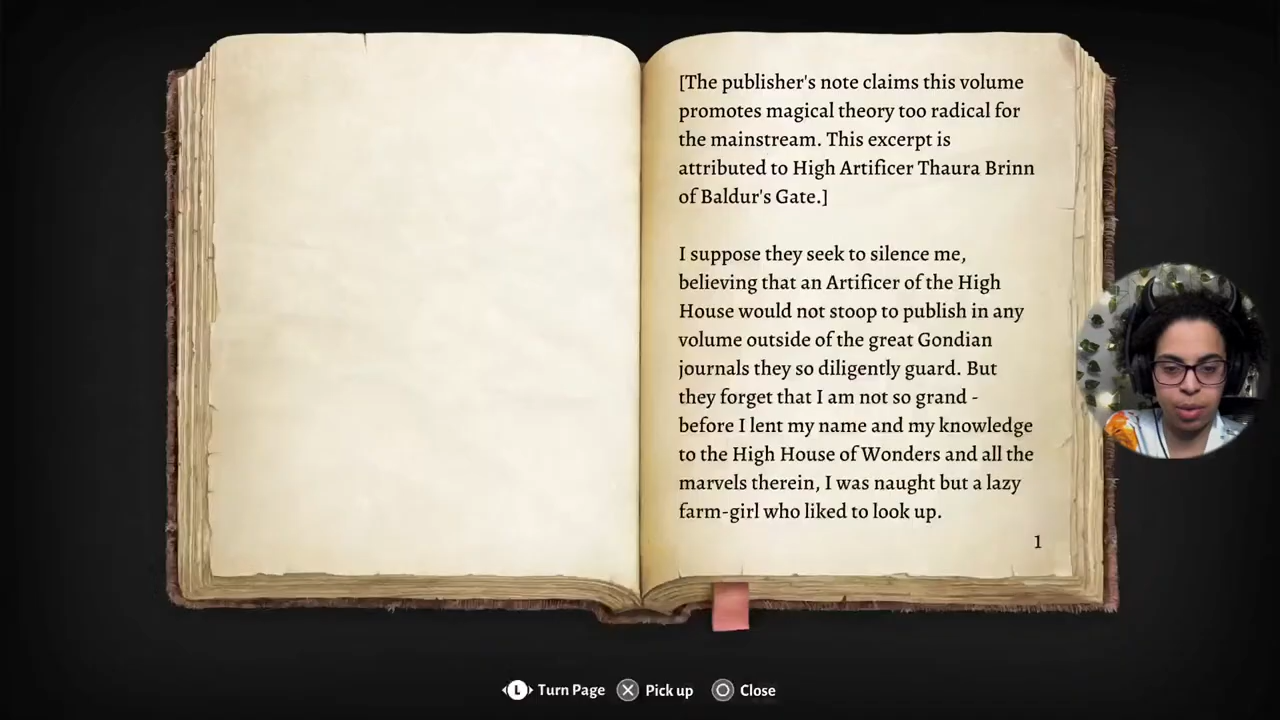 [The publisher's note claims this volume
promotes magical theory too radical for
the mainstream. This excerpt is
attributed to High Artificer Thaura Brinn
of Baldur's Gate.]
I suppose they seek to silence me,
believing that an Artificer of the High
House would not stoop to publish in any
volume outside of the great Gondian
journals they so diligently guard. But
they forget that I am not so grand -
before I lent my name and my knowledge
to the High House of Wonders and all the
marvels therein, I was naught but a lazy
farm-girl who liked to look up.
1
L Turn Page Pick up Close